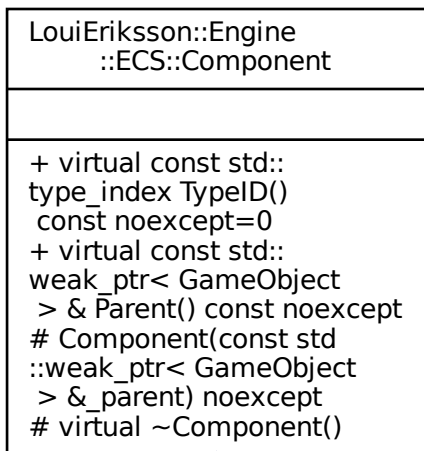 LouiEriksson::Engine
::ECS::Component
+ virtual const std::
type_index TypeID()
const noexcept=0
+ virtual const std::
weak_ptr< GameObject
> & Parent() const noexcept
# Component(const std
::weak_ptr< GameObject
> &_parent) noexcept
# virtual ~Component()